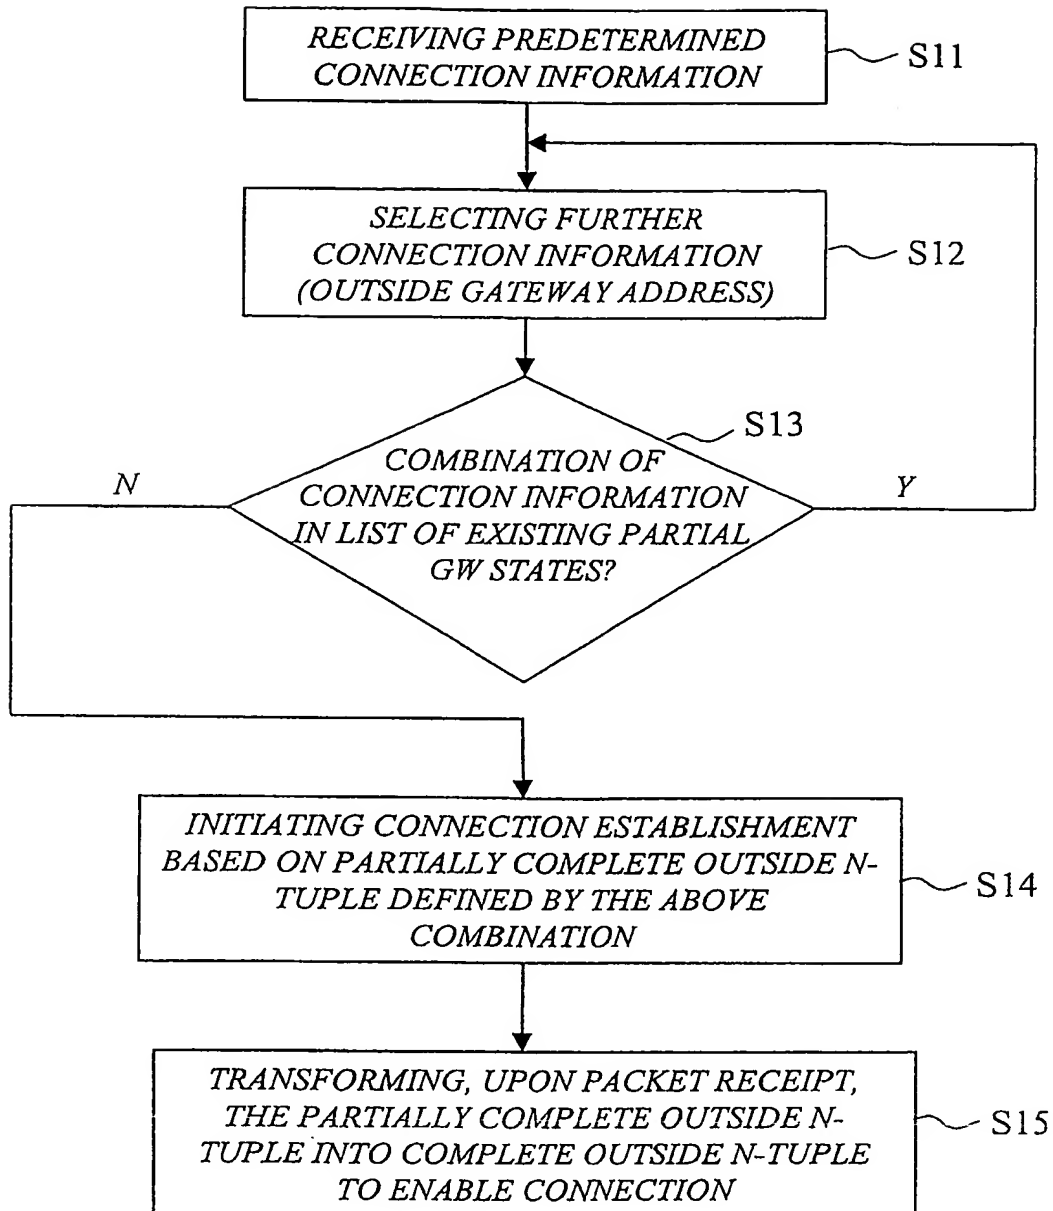 RECEIVING PREDETERMINED
CONNECTION INFORMATION
S11
SELECTING FURTHER
CONNECTION INFORMATION
(OUTSIDE GATEWAY ADDRESS)
S12
S13
COMBINATION OF
CONNECTION INFORMATION
IN LIST OF EXISTING PARTIAL
GW STATES?
N
Y
INITIATING CONNECTION ESTABLISHMENT
BASED ON PARTIALLY COMPLETE OUTSIDE N-
TUPLE DEFINED BY THE ABOVE
COMBINATION
S14
TRANSFORMING, UPON PACKET RECEIPT,
THE PARTIALLY COMPLETE OUTSIDE N-
TUPLE INTO COMPLETE OUTSIDE N-TUPLE
TO ENABLE CONNECTION
S15